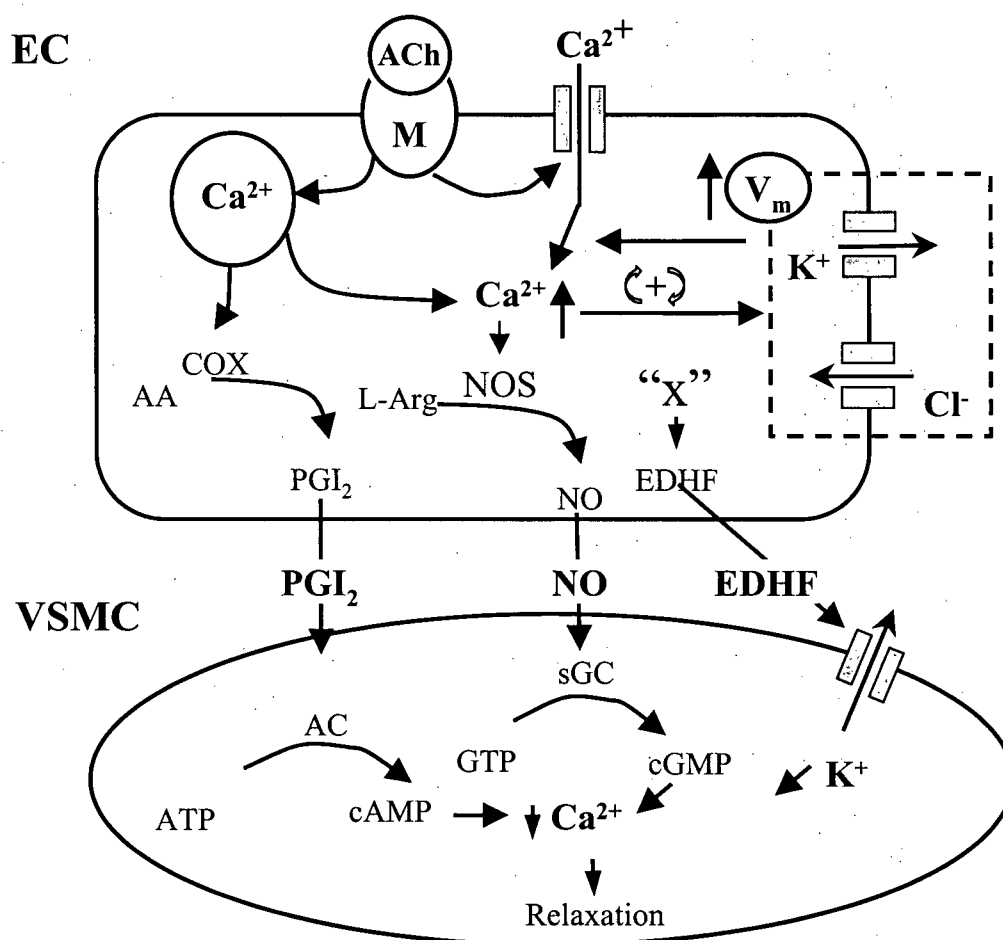 EC
ACh
Ca²⁺
M
Ca²⁺
Vₘ
K⁺
Ca²⁺
+
COX
AA
L-Arg
NOS
“X”
Cl⁻
PGI₂
NO
EDHF
PGI₂
NO
EDHF
VSMC
sGC
AC
GTP
cGMP
K⁺
ATP
cAMP
Ca²⁺
Relaxation